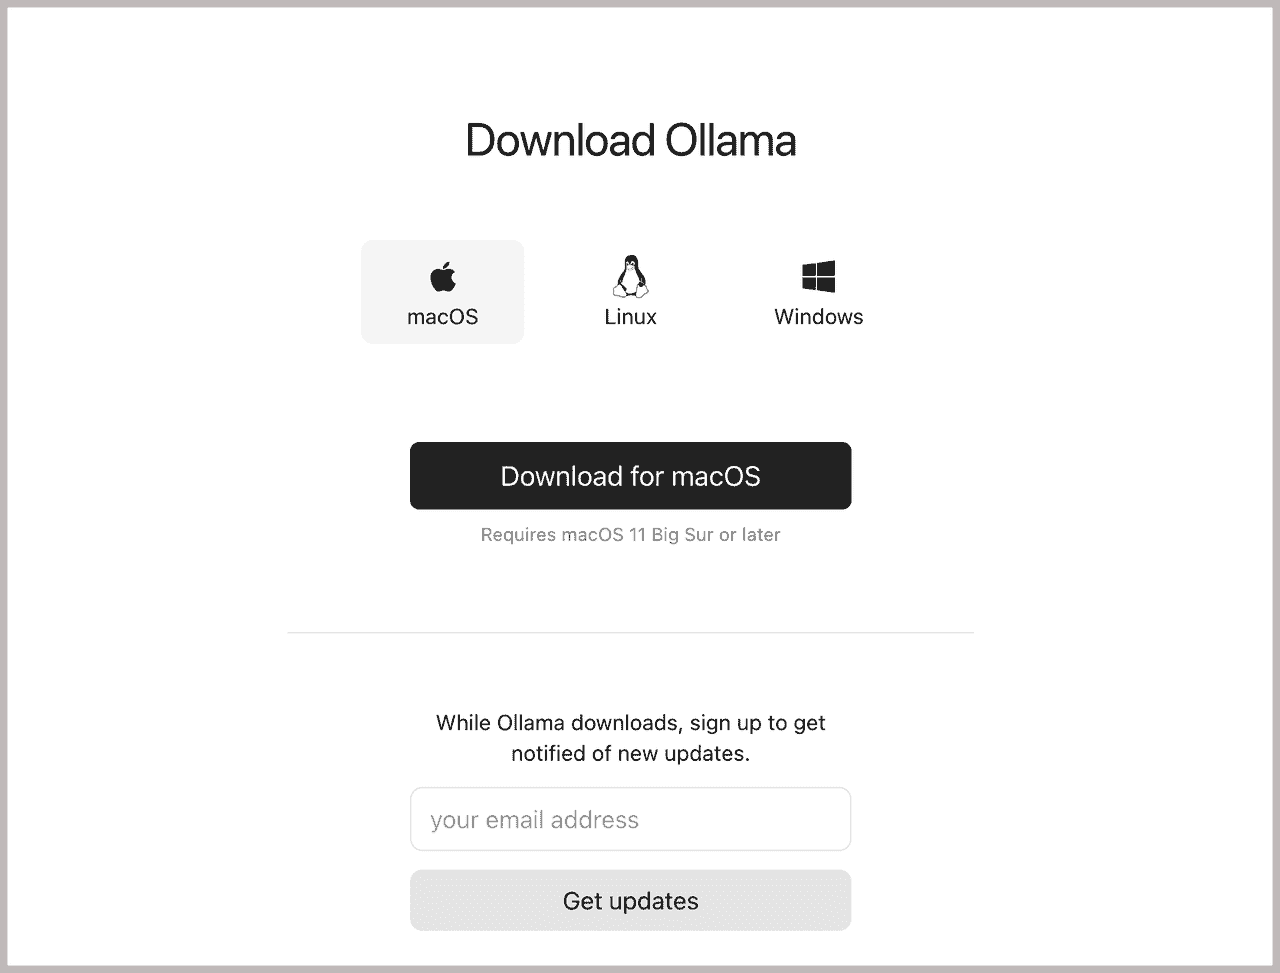 Download Ollama
macOS
Linux
Windows
Download for macOS
Requires macOS 11 Big Sur or later
While Ollama downloads, sign up to get
notified of new updates.
your email address
Get updates